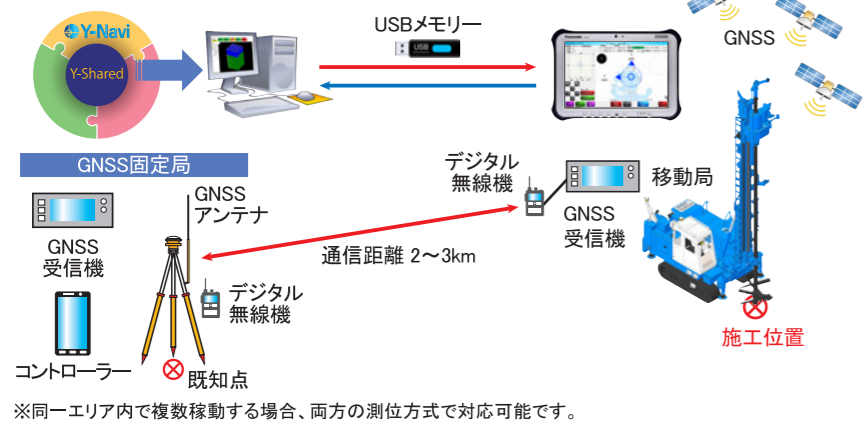 Y-Navi
Y-Shared
USBメモリー
USB
GNSS
GNSS固定局
GNSS
受信機
コントローラー
GNSS
アンテナ
デジタル
無線機
既知点
通信距離 2～3km
デジタル
無線機
GNSS
受信機
移動局
施工位置
※同一エリア内で複数稼動する場合、両方の測位方式で対応可能です。